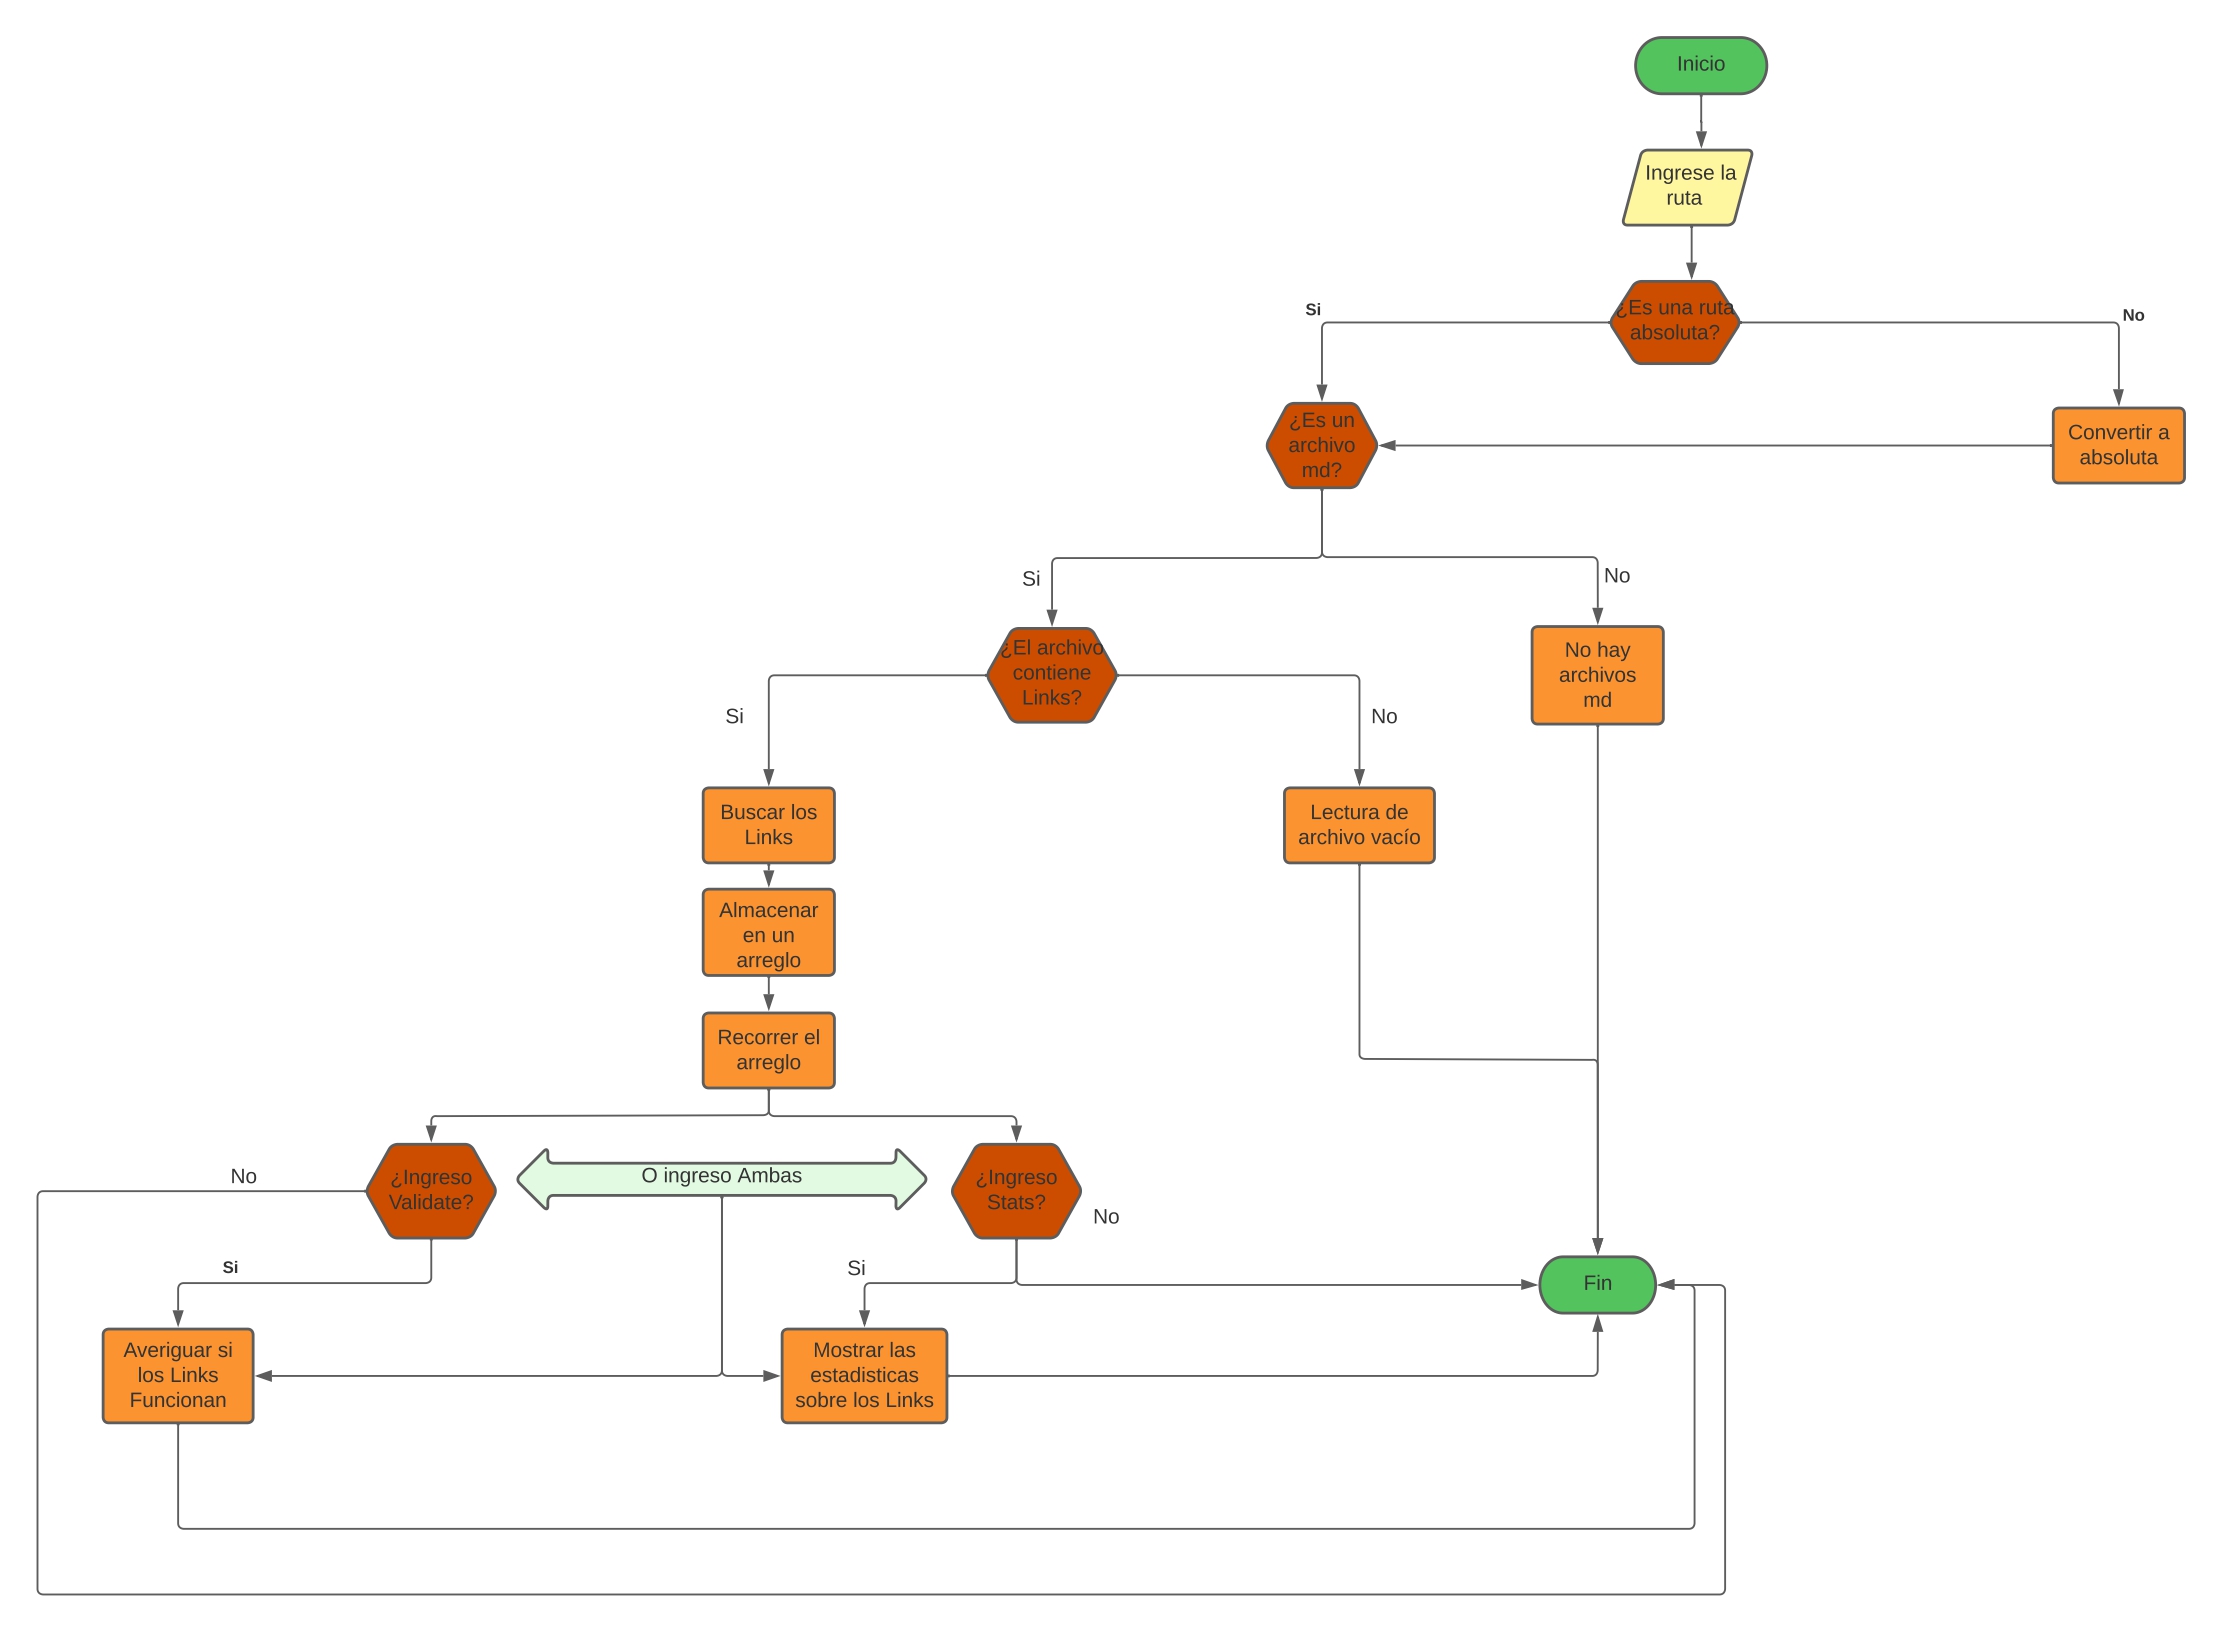 Inicio
Ingrese la
ruta
¿Es una ruta
absoluta?
Si
No
¿Es un
archivo
md?
Convertir a
absoluta
Si
No
¿El archivo
contiene
Links?
No hay
archivos
md
Si
No
Buscar los
Links
Lectura de
archivo vacío
Almacenar
en un
arreglo
Recorrer el
arreglo
No
¿Ingreso
Validate?
O ingreso Ambas
¿Ingreso
Stats?
No
Si
Si
Fin
Averiguar si
los Links
Funcionan
Mostrar las
estadisticas
sobre los Links